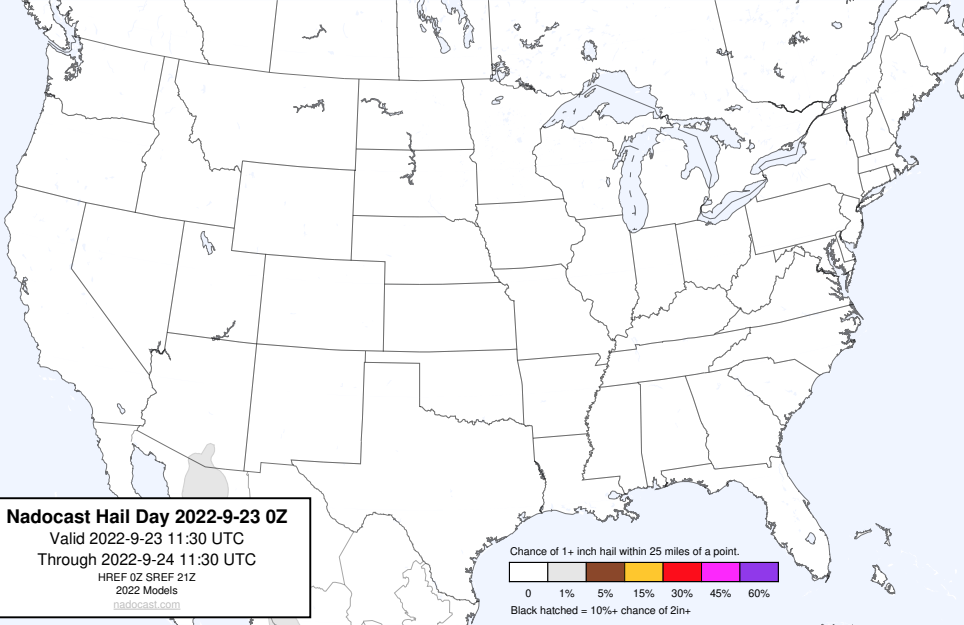 Nadocast Hail Day 2022-9-23 0Z
Valid 2022-9-23 11:30 UTC
Through 2022-9-24 11:30 UTC
HREF 0Z SREF 21Z
2022 Models
nadocast.com
Chance of 1+ inch hail within 25 miles of a point.
0 1% 5% 15% 30% 45% 60%
Black hatched = 10%+ chance of 2in+